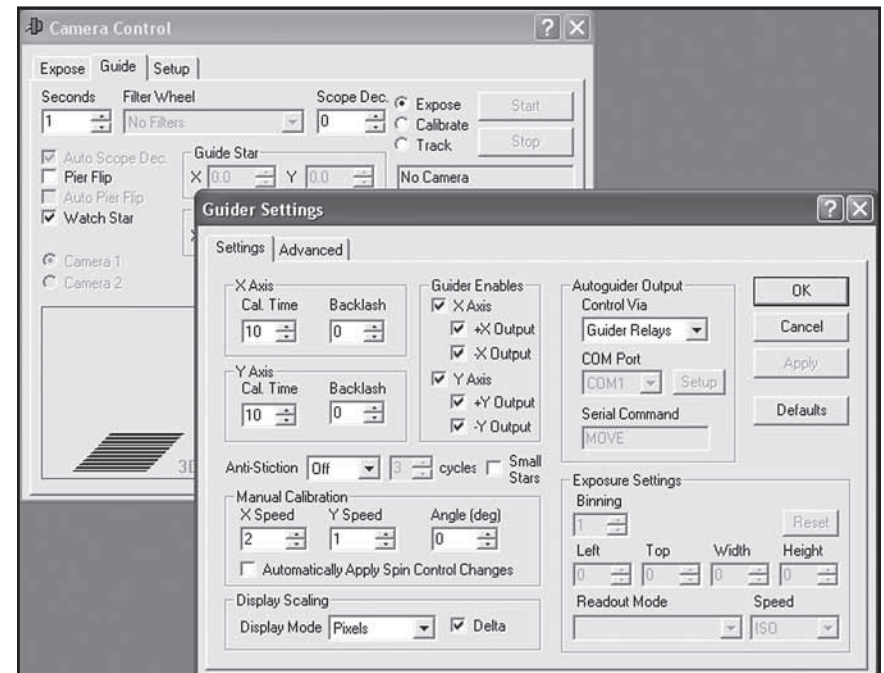 Camera Control
Expose Guide Setup
Seconds Filter Wheel Scope Dec.
1 No Filters 0
Expose Start
Calibrate
Track Stop
Auto Scope Dec.
Pier Flip
Auto Pier Flip
Watch Star
Guide Star
X 0.0 Y 0.0
No Camera
Camera 1
Camera 2
3D
Guider Settings
Settings Advanced
X Axis
Cal. Time Backlash
10 0
Y Axis
Cal. Time Backlash
10 0
Guider Enables
X Axis
+X Output
-X Output
Y Axis
+Y Output
-Y Output
Autoguider Output
Control Via
Guider Relays
COM Port
COM1 Setup
Serial Command
MOVE
OK
Cancel
Apply
Defaults
Anti-Stiction Off 3 cycles Small Stars
Manual Calibration
X Speed Y Speed Angle (deg)
2 1 0
Automatically Apply Spin Control Changes
Display Scaling
Display Mode Pixels Delta
Exposure Settings
Binning
1 Reset
Left Top Width Height
0 0 0 0
Readout Mode Speed
ISO